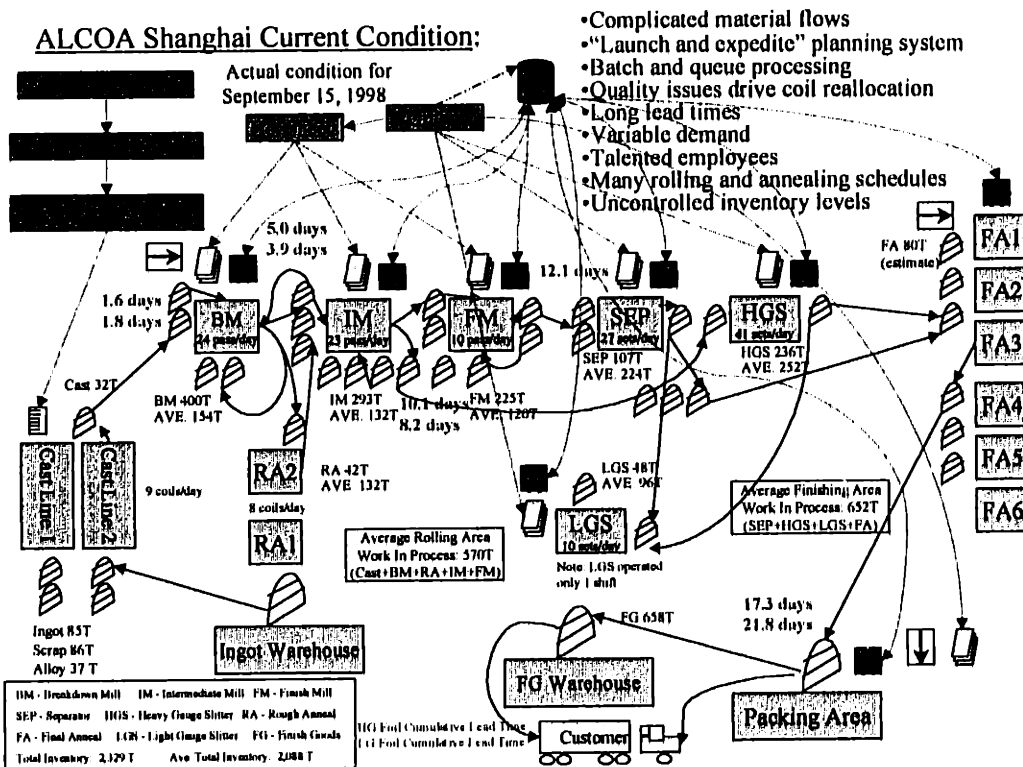 ALCOA Shanghai Current Condition:
Actual condition for
September 15, 1998
•Complicated material flows
•“Launch and expedite” planning system
•Batch and queue processing
•Quality issues drive coil reallocation
•Long lead times
•Variable demand
•Talented employees
•Many rolling and annealing schedules
•Uncontrolled inventory levels
5.0 days
3.9 days
12.1 days
FA 80T
(estimate)
FA1
FA2
FA3
FA4
FA5
FA6
1.6 days
1.8 days
BM
24 pass/day
IM
23 pass/day
FM
10 pass/day
SEP
27 sets/day
HGS
41 sets/day
Cast 32T
BM 400T
AVE. 154T
IM 293T
AVE. 132T
10.1 days
8.2 days
FM 225T
AVE. 120T
SEP 107T
AVE. 224T
HGS 236T
AVE. 252T
Cast Line 1
Cast Line 2
9 coils/day
RA2
8 coils/day
RA1
RA 42T
AVE 132T
LGS 48T
AVE 96T
LGS
10 sets/day
Note: LGS operated
only 1 shift
Average Rolling Area
Work In Process: 570T
(Cast+BM+RA+IM+FM)
Average Finishing Area
Work In Process: 652T
(SEP+HGS+LGS+FA)
Ingot 85T
Scrap 86T
Alloy 37 T
Ingot Warehouse
FG 658T
FG Warehouse
17.3 days
21.8 days
Packing Area
Customer
BM - Breakdown Mill IM - Intermediate Mill FM - Finish Mill
SEP - Separator HGS - Heavy Gauge Slitter RA - Rough Anneal
FA - Final Anneal LGS - Light Gauge Slitter FG - Finish Goods
Total Inventory: 2,329 T Ave Total Inventory: 2,088 T
HG Foil Cumulative Lead Time
LG Foil Cumulative Lead Time